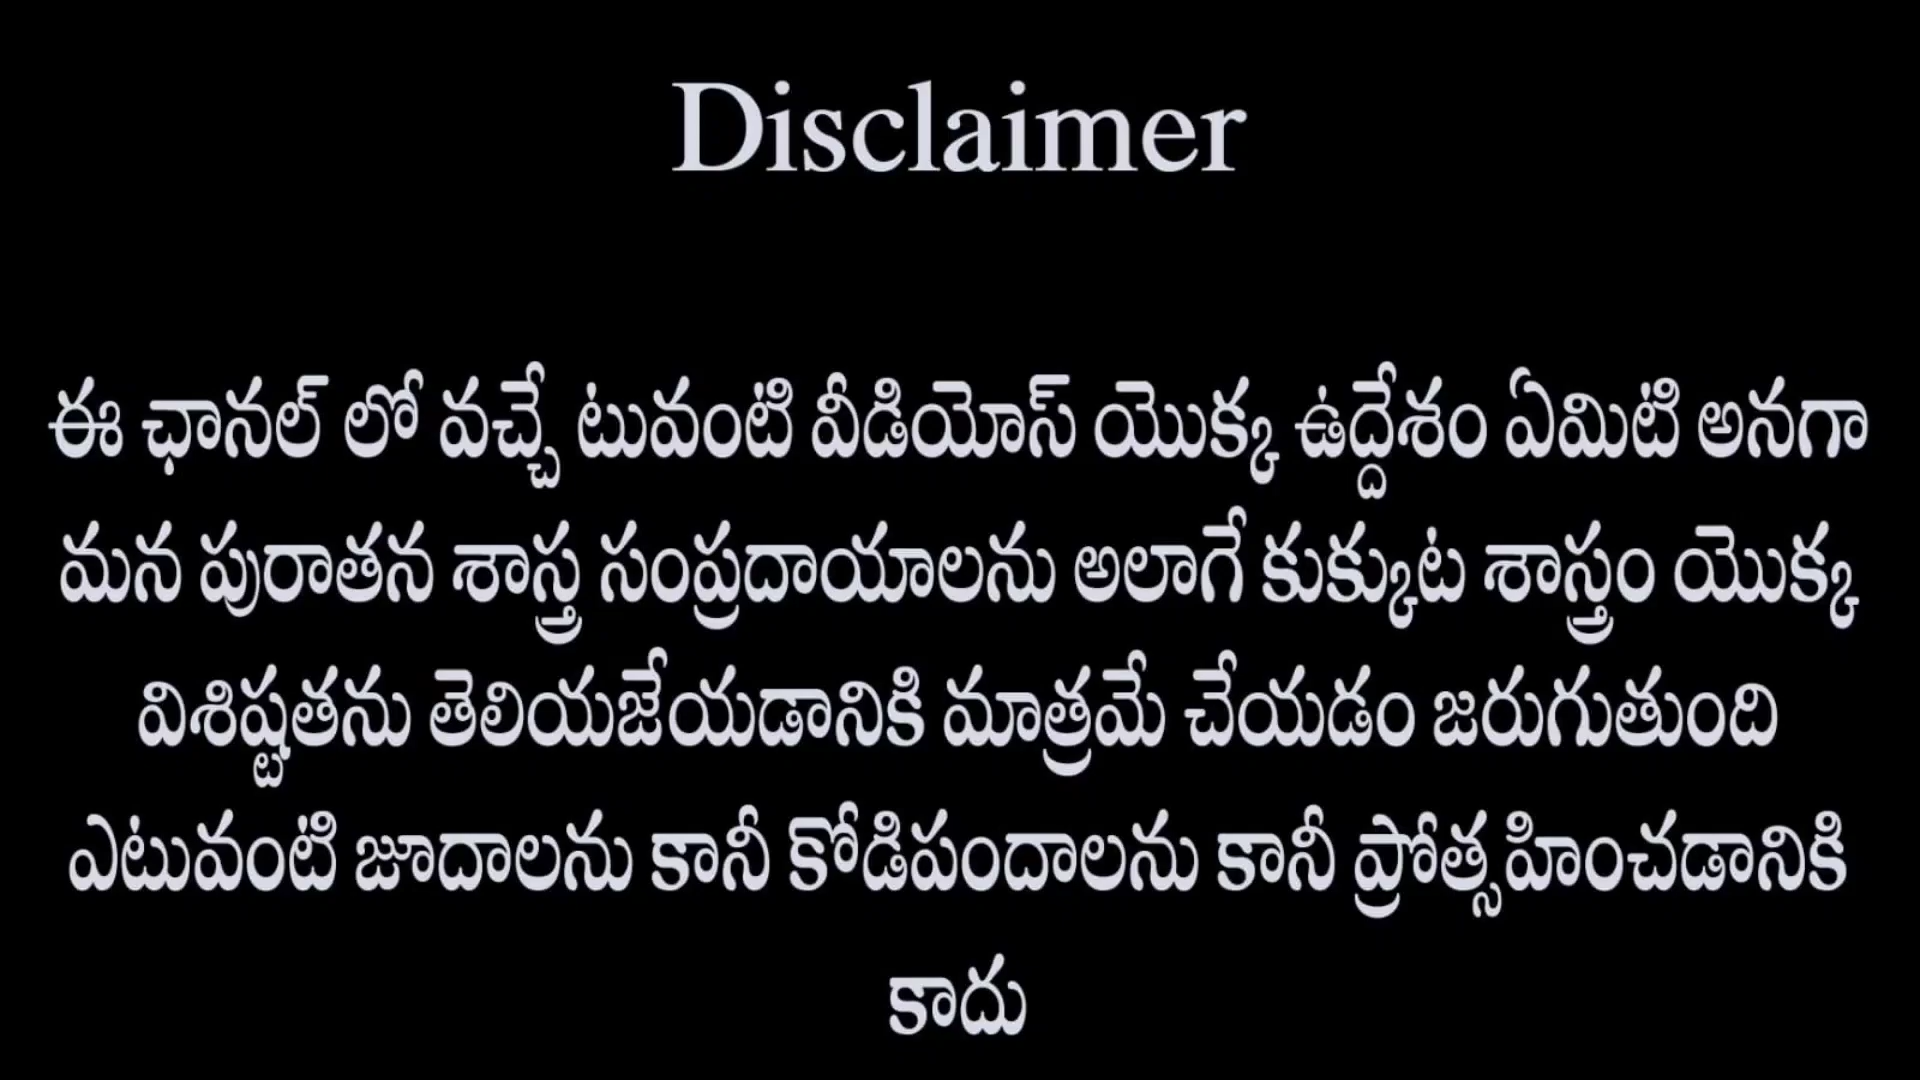 Disclaimer
ఈ ఛానల్ లో వచ్చే టువంటి వీడియోస్ యొక్క ఉద్దేశం ఏమిటి అనగా
మన పురాతన శాస్త్ర సంప్రదాయాలను అలాగే కుక్కుట శాస్త్రం యొక్క
విశిష్టతను తెలియజేయడానికి మాత్రమే చేయడం జరుగుతుంది
ఎటువంటి జూదాలను కానీ కోడిపందాలను కానీ ప్రోత్సహించడానికి
కాదు